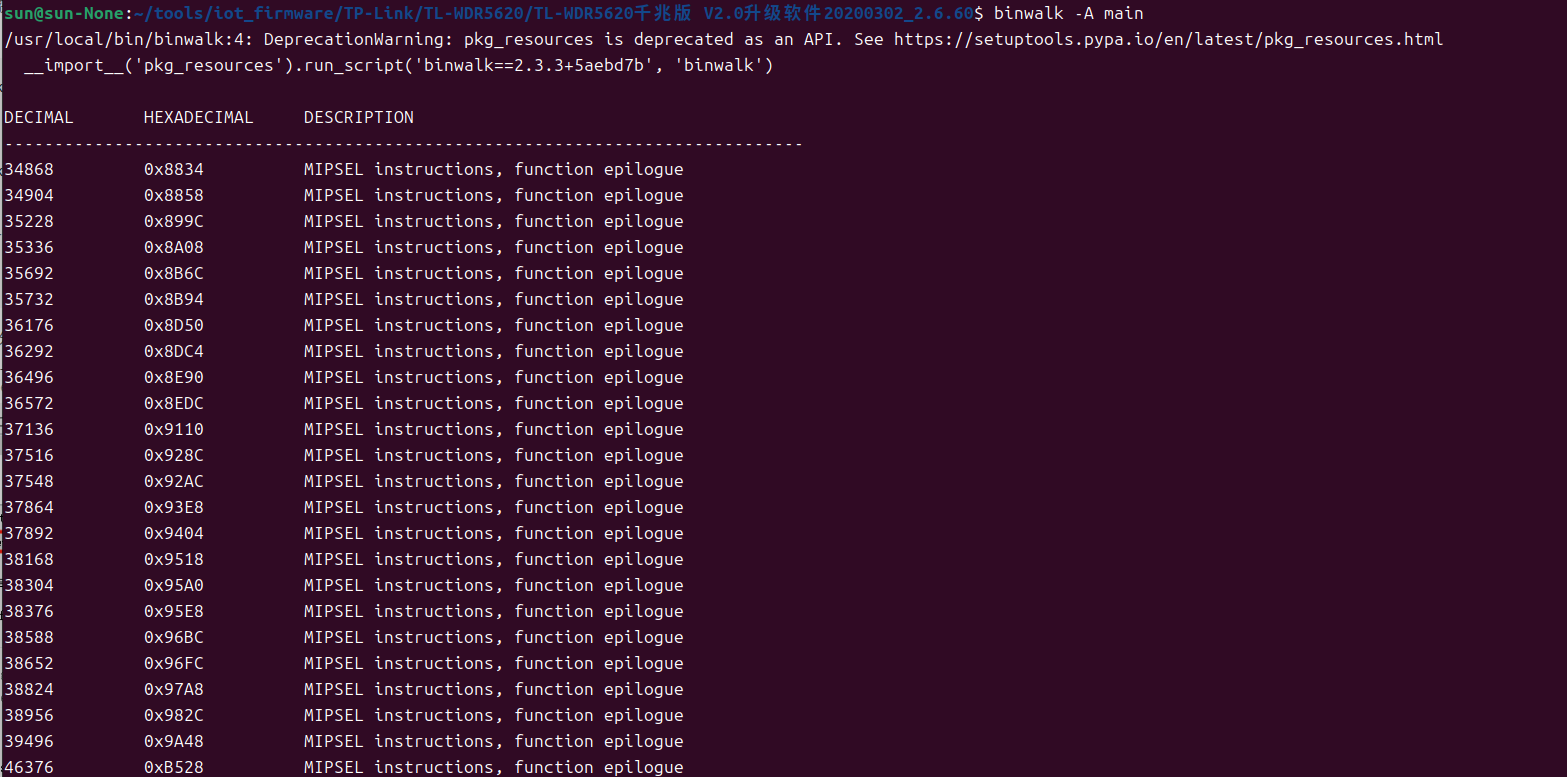 sun@sun-None:~/tools/iot_firmware/TP-Link/TL-WDR5620/TL-WDR5620千兆版 V2.0升级软件20200302_2.6.60$ binwalk -A main
/usr/local/bin/binwalk:4: DeprecationWarning: pkg_resources is deprecated as an API. See https://setuptools.pypa.io/en/latest/pkg_resources.html
  __import__('pkg_resources').run_script('binwalk==2.3.3+5aebd7b', 'binwalk')
DECIMAL       HEXADECIMAL     DESCRIPTION
--------------------------------------------------------------------------------
34868         0x8834          MIPSEL instructions, function epilogue
34904         0x8858          MIPSEL instructions, function epilogue
35228         0x899C          MIPSEL instructions, function epilogue
35336         0x8A08          MIPSEL instructions, function epilogue
35692         0x8B6C          MIPSEL instructions, function epilogue
35732         0x8B94          MIPSEL instructions, function epilogue
36176         0x8D50          MIPSEL instructions, function epilogue
36292         0x8DC4          MIPSEL instructions, function epilogue
36496         0x8E90          MIPSEL instructions, function epilogue
36572         0x8EDC          MIPSEL instructions, function epilogue
37136         0x9110          MIPSEL instructions, function epilogue
37516         0x928C          MIPSEL instructions, function epilogue
37548         0x92AC          MIPSEL instructions, function epilogue
37864         0x93E8          MIPSEL instructions, function epilogue
37892         0x9404          MIPSEL instructions, function epilogue
38168         0x9518          MIPSEL instructions, function epilogue
38304         0x95A0          MIPSEL instructions, function epilogue
38376         0x95E8          MIPSEL instructions, function epilogue
38588         0x96BC          MIPSEL instructions, function epilogue
38652         0x96FC          MIPSEL instructions, function epilogue
38824         0x97A8          MIPSEL instructions, function epilogue
38956         0x982C          MIPSEL instructions, function epilogue
39496         0x9A48          MIPSEL instructions, function epilogue
46376         0xB528          MIPSEL instructions, function epilogue